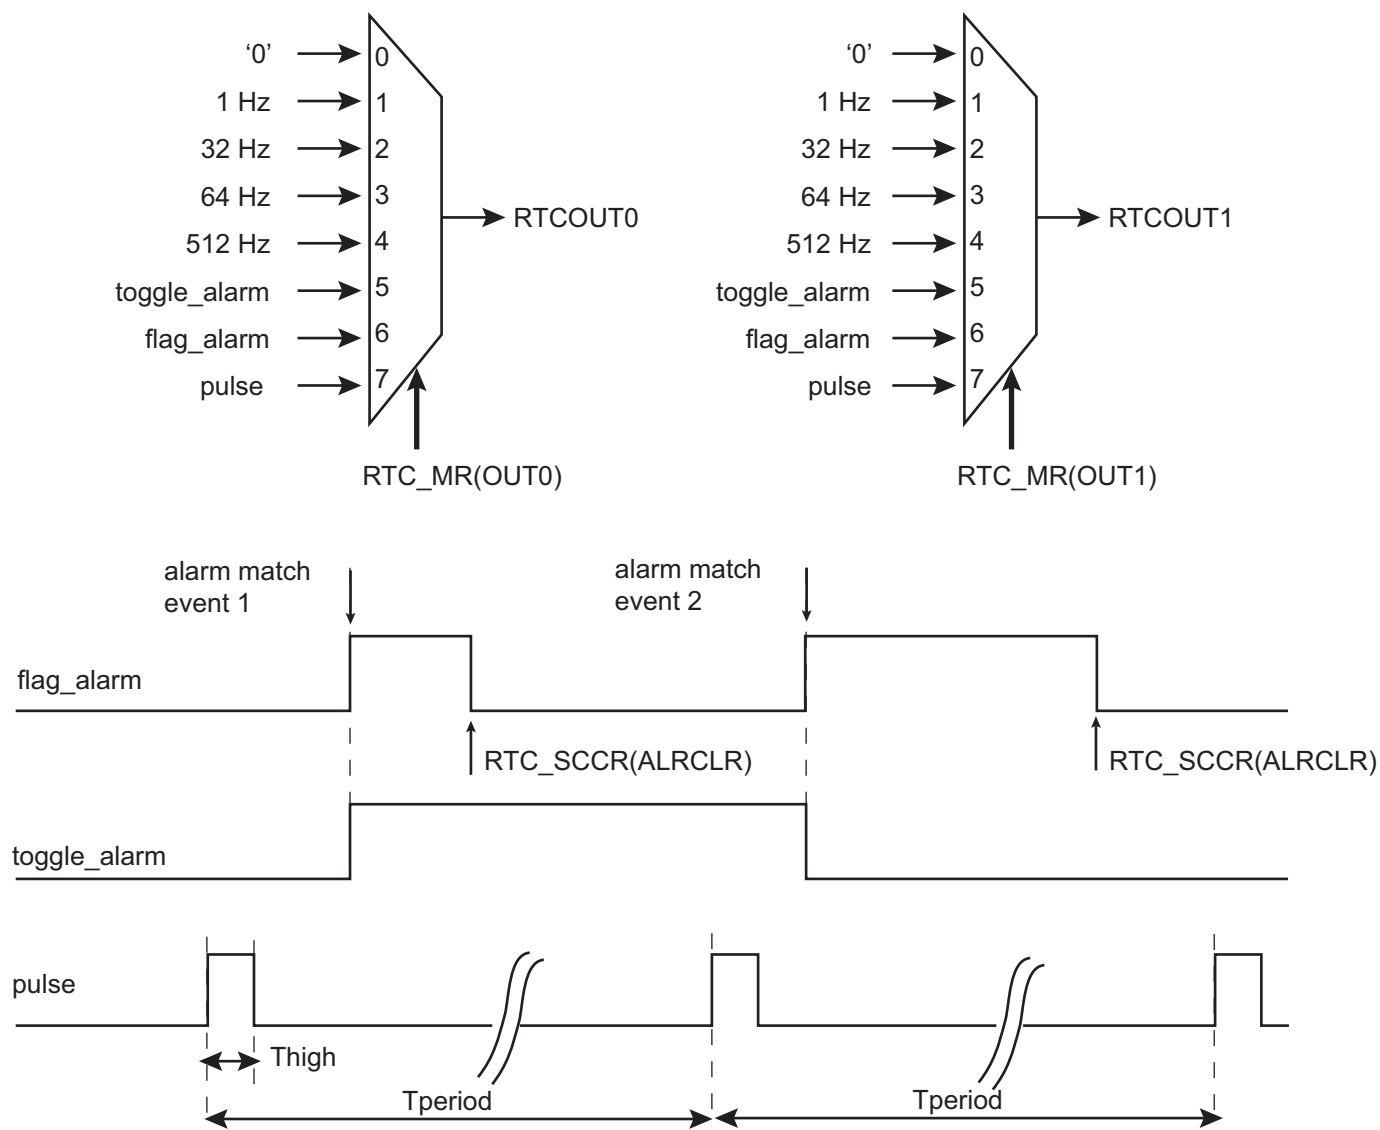 ‘0’
0
1 Hz
1
32 Hz
2
64 Hz
3
512 Hz
4
toggle_alarm
5
flag_alarm
6
pulse
7
RTCOUT0
RTC_MR(OUT0)
‘0’
0
1 Hz
1
32 Hz
2
64 Hz
3
512 Hz
4
toggle_alarm
5
flag_alarm
6
pulse
7
RTCOUT1
RTC_MR(OUT1)
alarm match
event 1
alarm match
event 2
flag_alarm
RTC_SCCR(ALRCLR)
RTC_SCCR(ALRCLR)
toggle_alarm
pulse
Thigh
Tperiod
Tperiod